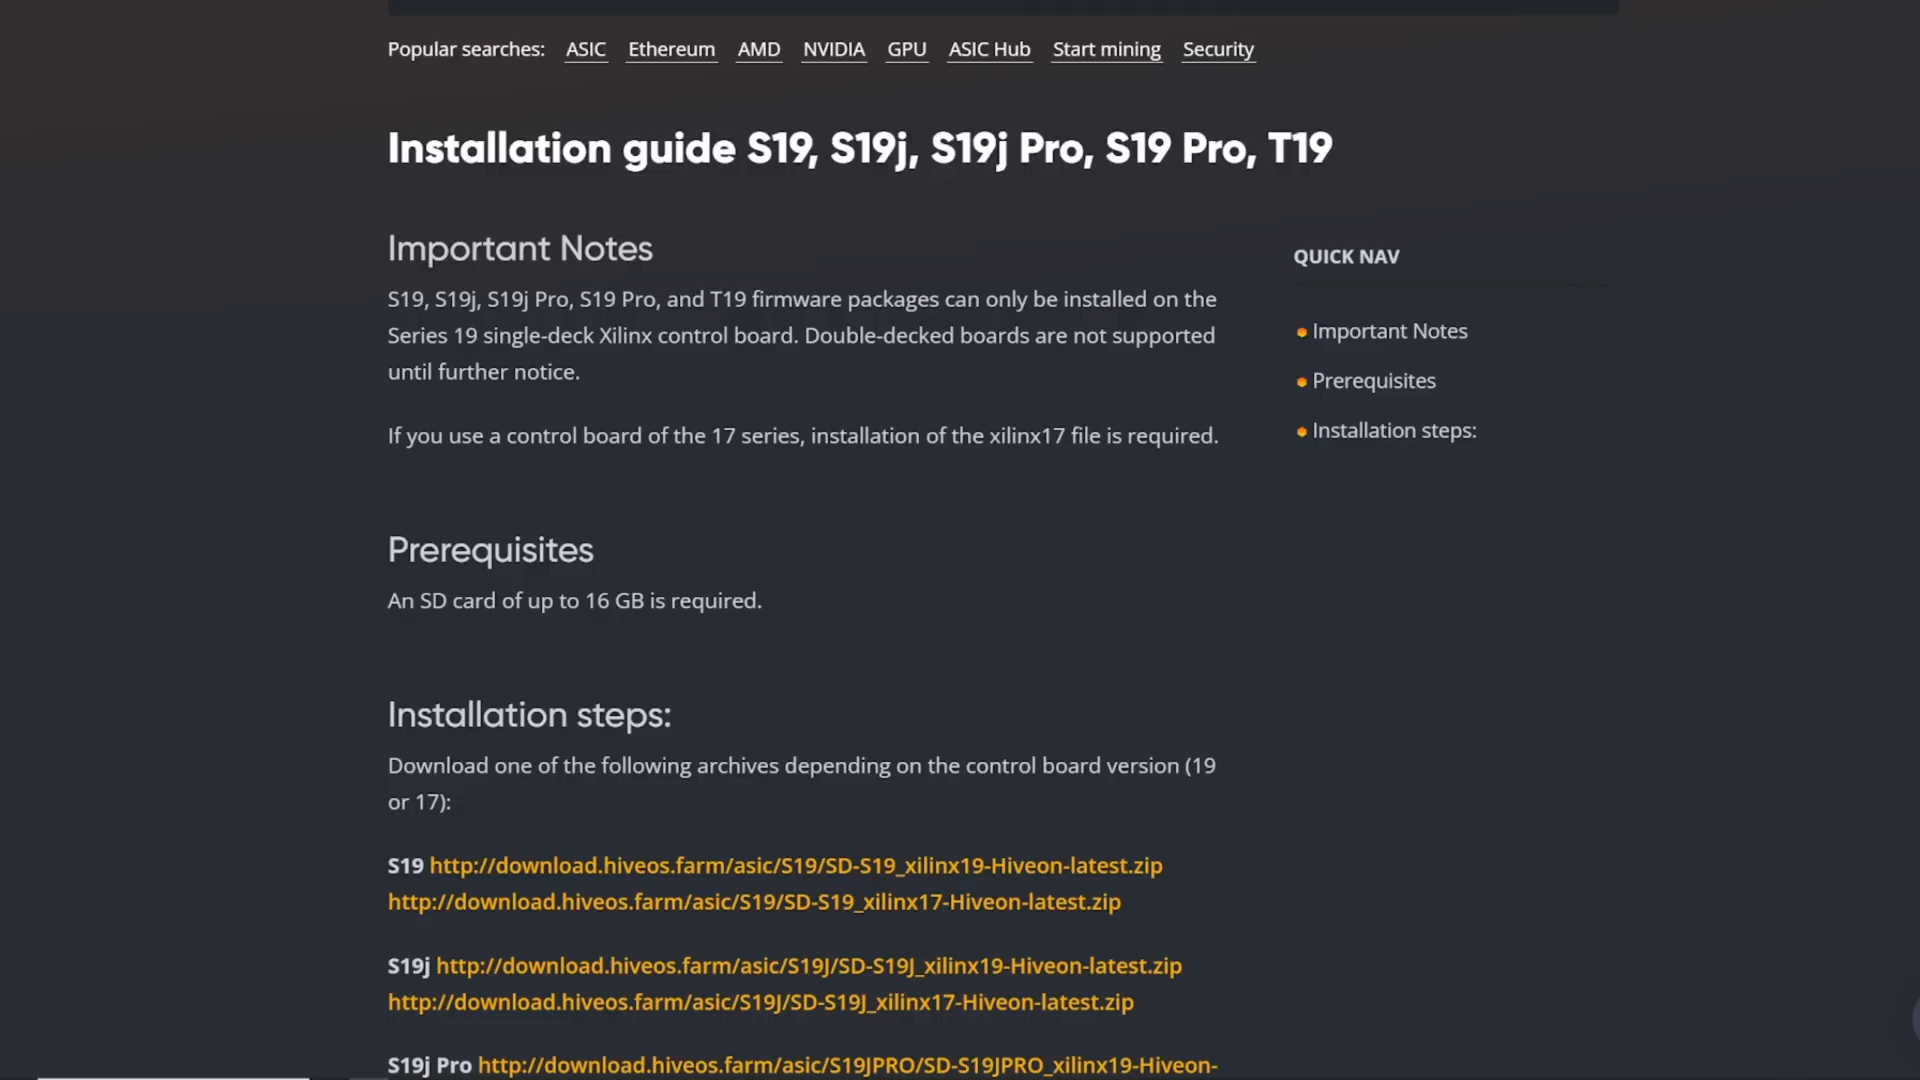 Popular searches: ASIC Ethereum AMD NVIDIA GPU ASIC Hub Start mining Security
Installation guide S19, S19j, S19j Pro, S19 Pro, T19
Important Notes
S19, S19j, S19j Pro, S19 Pro, and T19 firmware packages can only be installed on the
Series 19 single-deck Xilinx control board. Double-decked boards are not supported
until further notice.
If you use a control board of the 17 series, installation of the xilinx17 file is required.
Prerequisites
An SD card of up to 16 GB is required.
Installation steps:
Download one of the following archives depending on the control board version (19
or 17):
S19 http://download.hiveos.farm/asic/S19/SD-S19_xilinx19-Hiveon-latest.zip
http://download.hiveos.farm/asic/S19/SD-S19_xilinx17-Hiveon-latest.zip
S19j http://download.hiveos.farm/asic/S19J/SD-S19J_xilinx19-Hiveon-latest.zip
http://download.hiveos.farm/asic/S19J/SD-S19J_xilinx17-Hiveon-latest.zip
S19j Pro http://download.hiveos.farm/asic/S19JPRO/SD-S19JPRO_xilinx19-Hiveon-
QUICK NAV
Important Notes
Prerequisites
Installation steps: